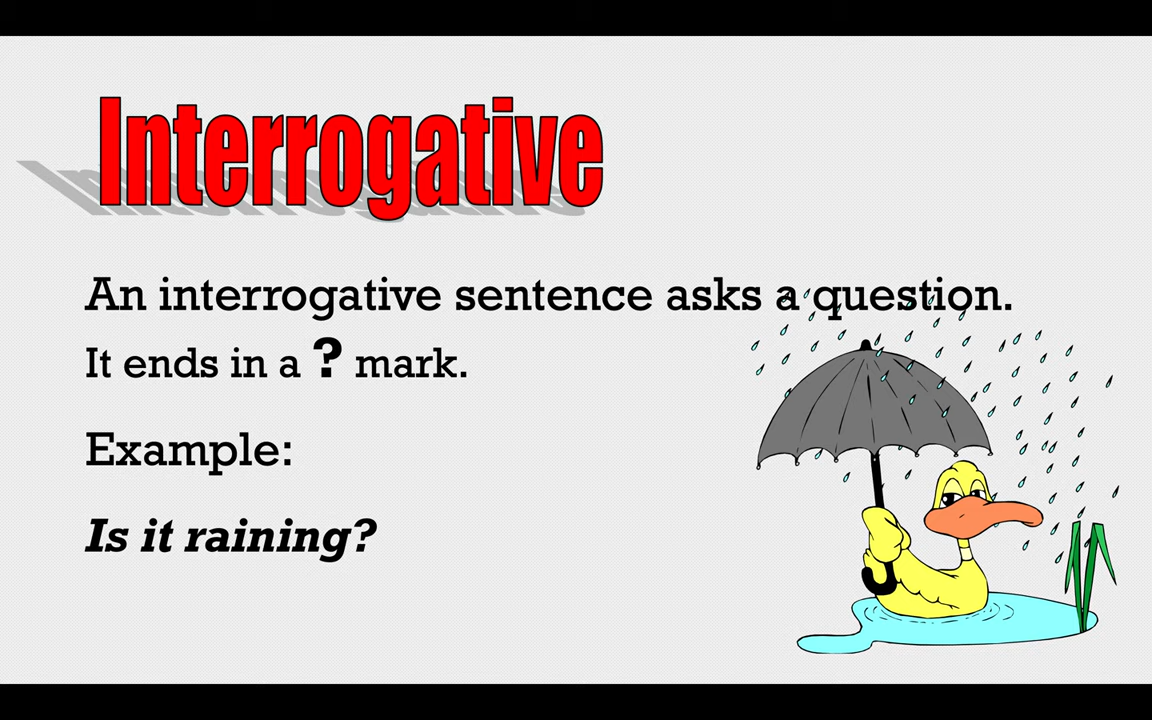 Interrogative
An interrogative sentence asks a question.
It ends in a ? mark.
Example:
Is it raining?